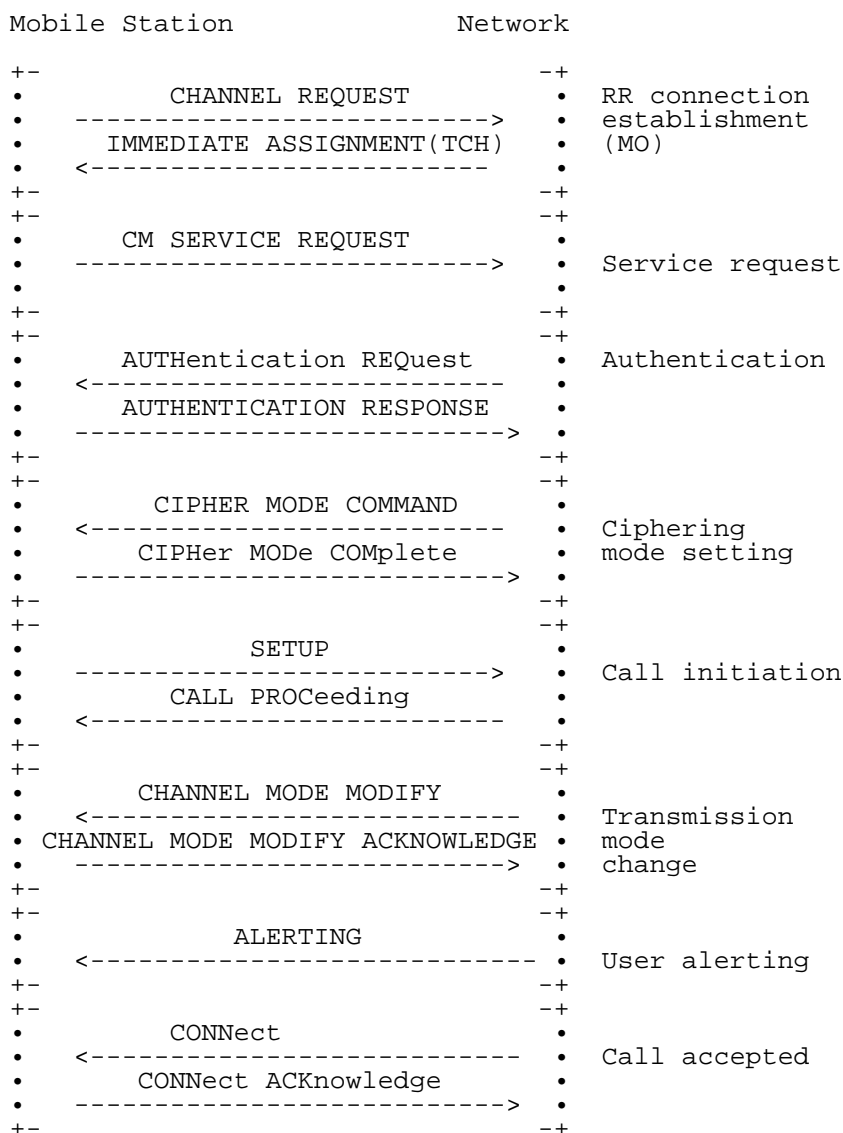 Mobile Station Network
+- -+
• CHANNEL REQUEST • RR connection
• --------------------------> • establishment
• IMMEDIATE ASSIGNMENT(TCH) • (MO)
• <------------------------- •
+- -+
+- -+
• CM SERVICE REQUEST •
• --------------------------> • Service request
• •
+- -+
+- -+
• AUTHentication REQuest • Authentication
• <-------------------------- •
• AUTHENTICATION RESPONSE •
• ---------------------------> •
+- -+
+- -+
• CIPHER MODE COMMAND •
• <-------------------------- • Ciphering
• CIPHer MODe COMplete • mode setting
• ---------------------------> •
+- -+
+- -+
• SETUP •
• --------------------------> • Call initiation
• CALL PROCeeding •
• <-------------------------- •
+- -+
+- -+
• CHANNEL MODE MODIFY •
• <--------------------------- • Transmission
• CHANNEL MODE MODIFY ACKNOWLEDGE • mode
• ---------------------------> • change
+- -+
+- -+
• ALERTING •
• <---------------------------- • User alerting
+- -+
+- -+
• CONNect •
• <--------------------------- • Call accepted
• CONNect ACKnowledge •
• ---------------------------> •
+- -+